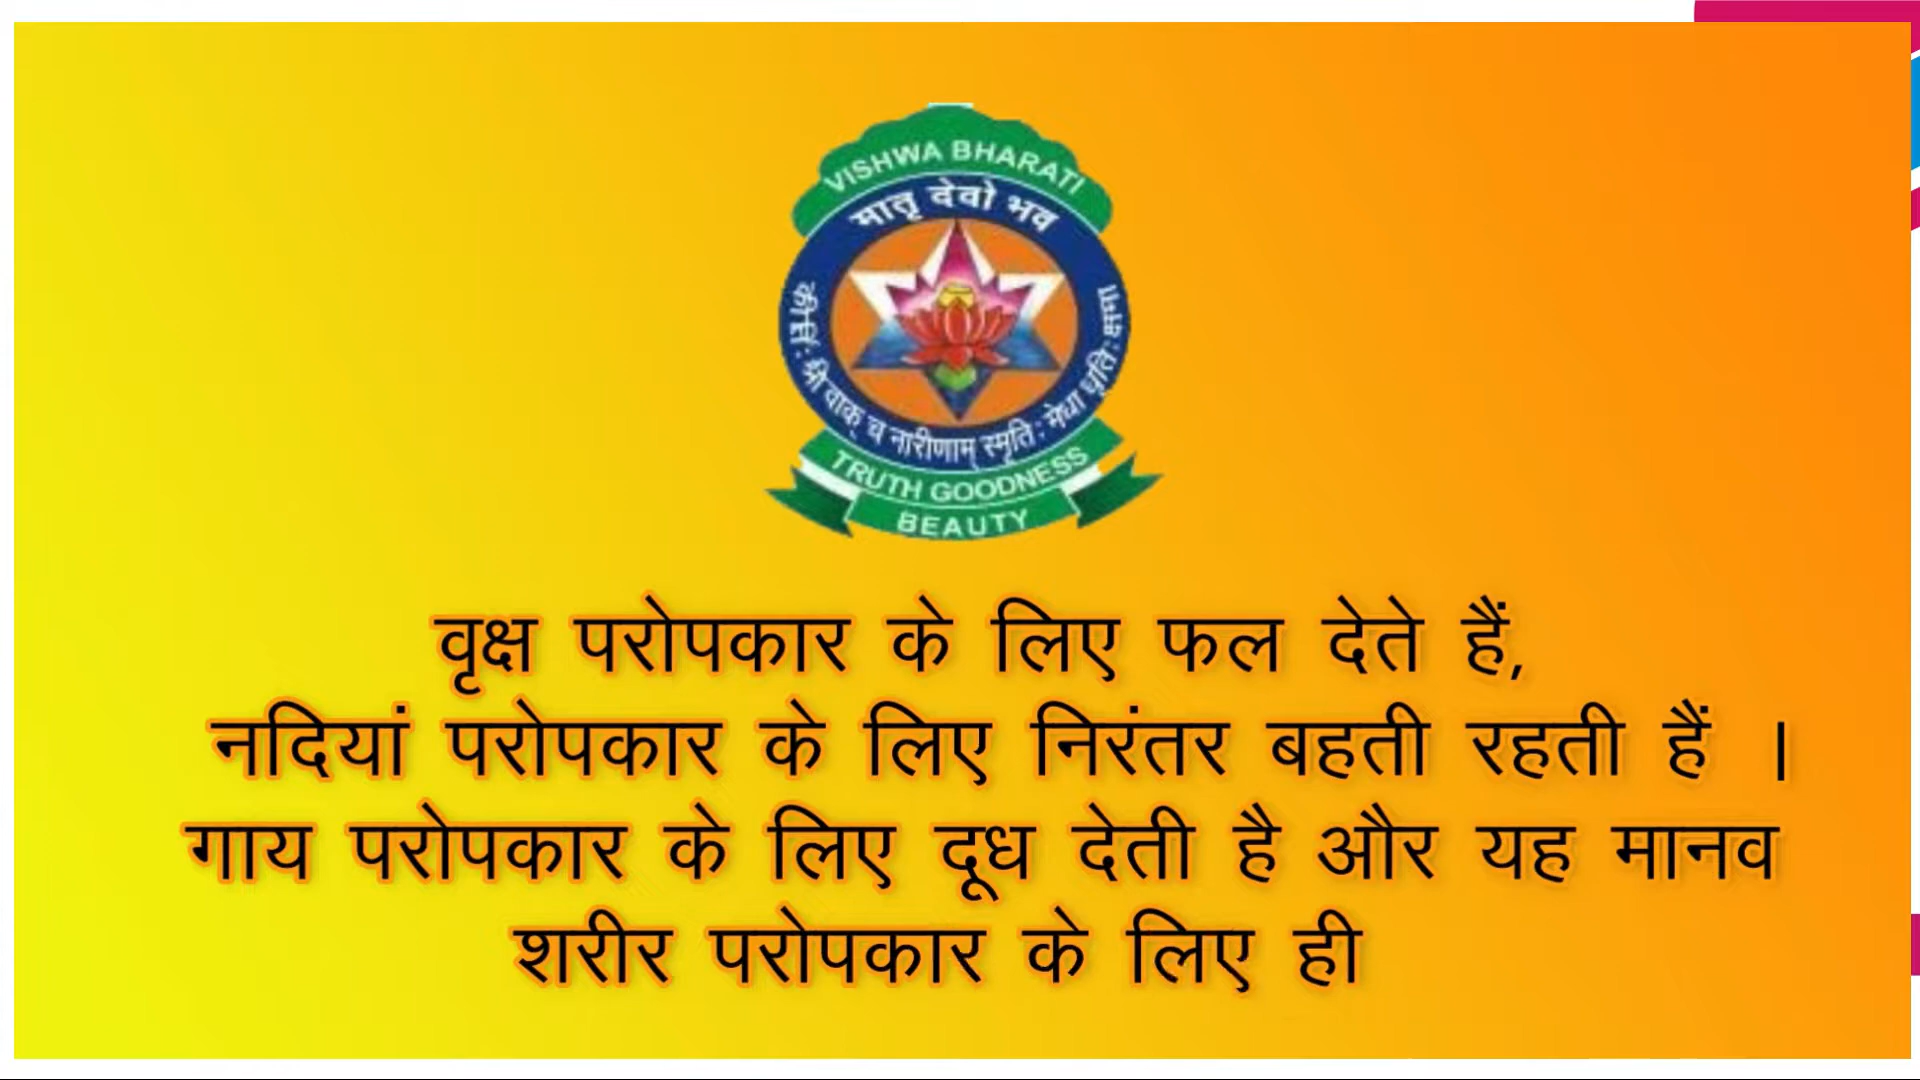 VISHWA BHARATI
मातृ देवो भव
कीर्तिः श्री वाक् च नारीणाम् स्मृतिः मेधा धृतिः क्षमा
TRUTH GOODNESS
BEAUTY
वृक्ष परोपकार के लिए फल देते हैं,
नदियां परोपकार के लिए निरंतर बहती रहती हैं ।
गाय परोपकार के लिए दूध देती है और यह मानव
शरीर परोपकार के लिए ही